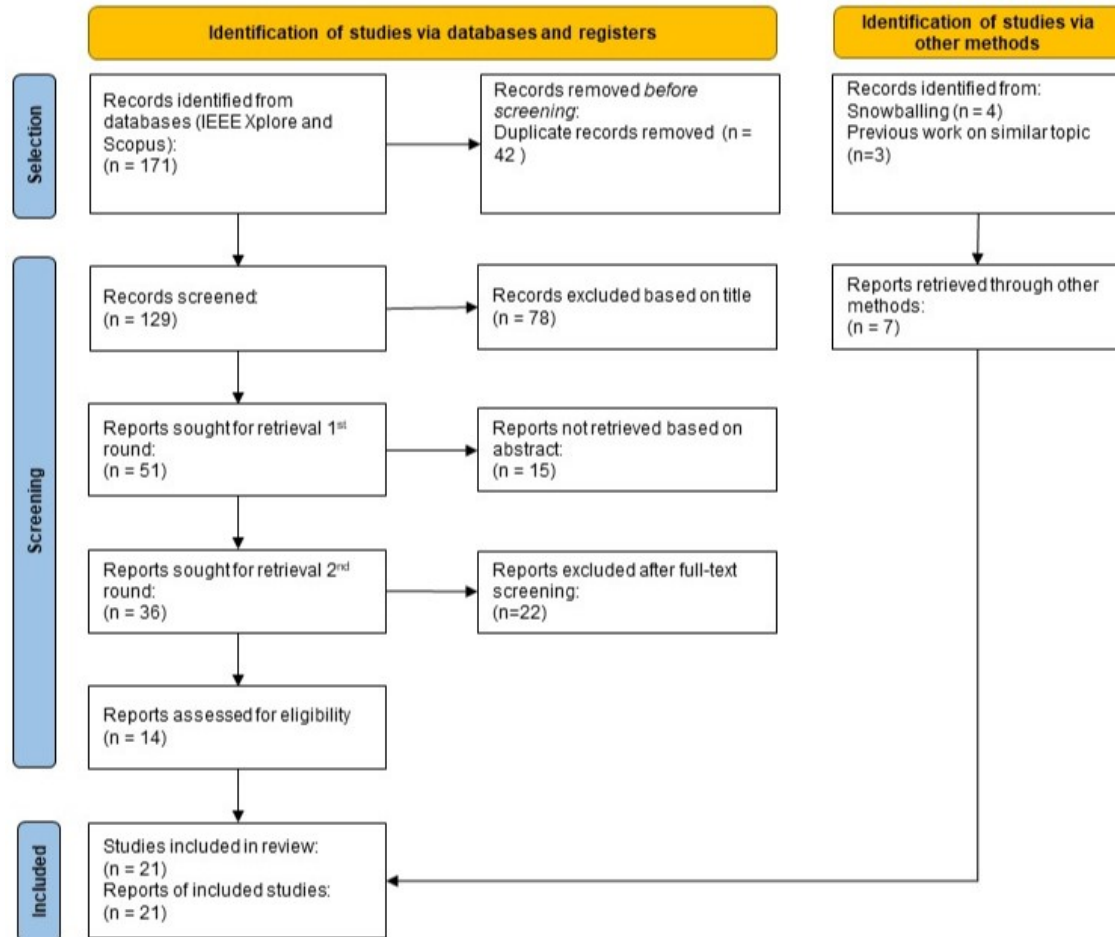 Identification of studies via databases and registers
Identification of studies via
other methods
Selection
Records identified from
databases (IEEE Xplore and
Scopus):
(n = 171)
Records removed before
screening:
Duplicate records removed (n =
42 )
Records identified from:
Snowballing (n = 4)
Previous work on similar topic
(n=3)
Screening
Records screened:
(n = 129)
Records excluded based on title
(n = 78)
Reports retrieved through other
methods:
(n = 7)
Reports sought for retrieval 1st
round:
(n = 51)
Reports not retrieved based on
abstract:
(n = 15)
Reports sought for retrieval 2nd
round:
(n = 36)
Reports excluded after full-text
screening:
(n=22)
Reports assessed for eligibility
(n = 14)
Included
Studies included in review:
(n = 21)
Reports of included studies:
(n = 21)